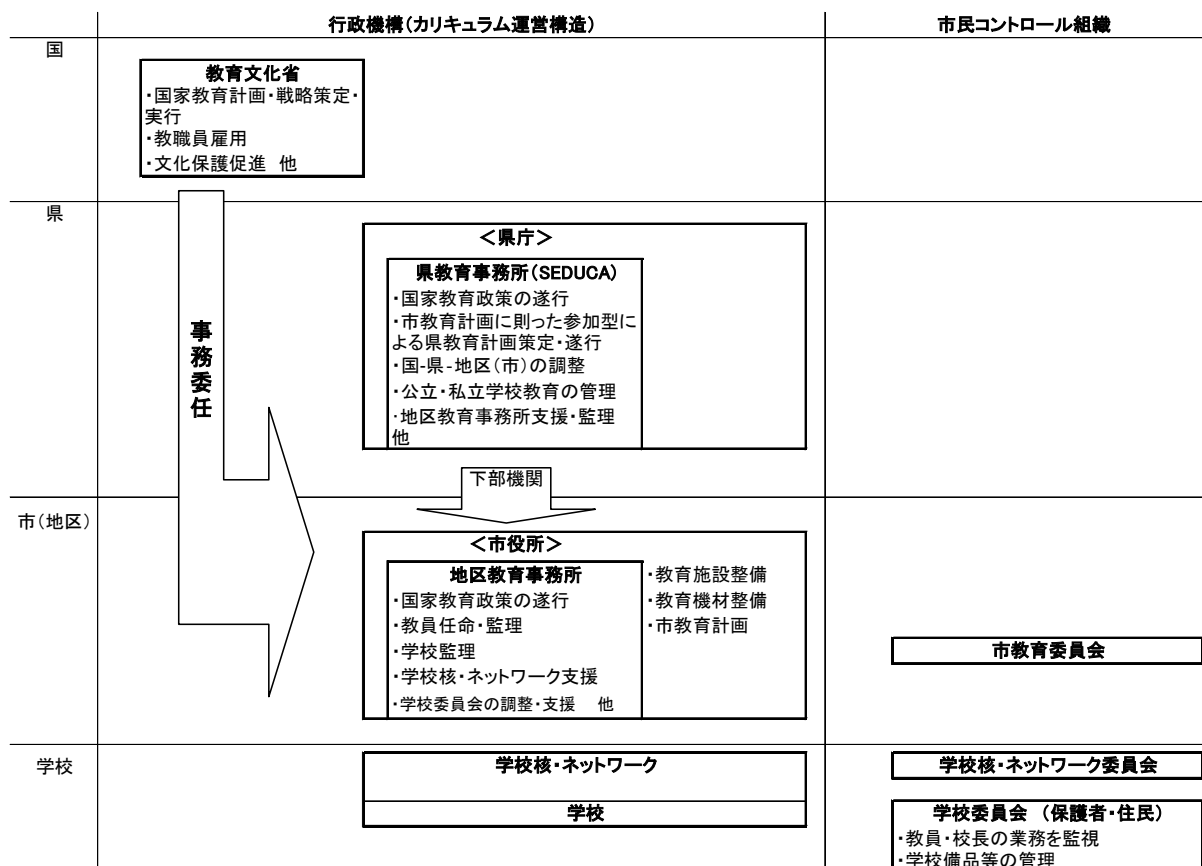 行政機構(カリキュラム運営構造)
市民コントロール組織
国
教育文化省
・国家教育計画・戦略策定・
実行
・教職員雇用
・文化保護促進 他
県
事務委任
<県庁>
県教育事務所(SEDUCA)
・国家教育政策の遂行
・市教育計画に則った参加型に
よる県教育計画策定・遂行
・国-県-地区(市)の調整
・公立・私立学校教育の管理
・地区教育事務所支援・監理
他
下部機関
市(地区)
<市役所>
地区教育事務所
・国家教育政策の遂行
・教員任命・監理
・学校監理
・学校核・ネットワーク支援
・学校委員会の調整・支援 他
・教育施設整備
・教育機材整備
・市教育計画
市教育委員会
学校
学校核・ネットワーク
学校
学校核・ネットワーク委員会
学校委員会 (保護者・住民)
・教員・校長の業務を監視
・学校備品等の管理